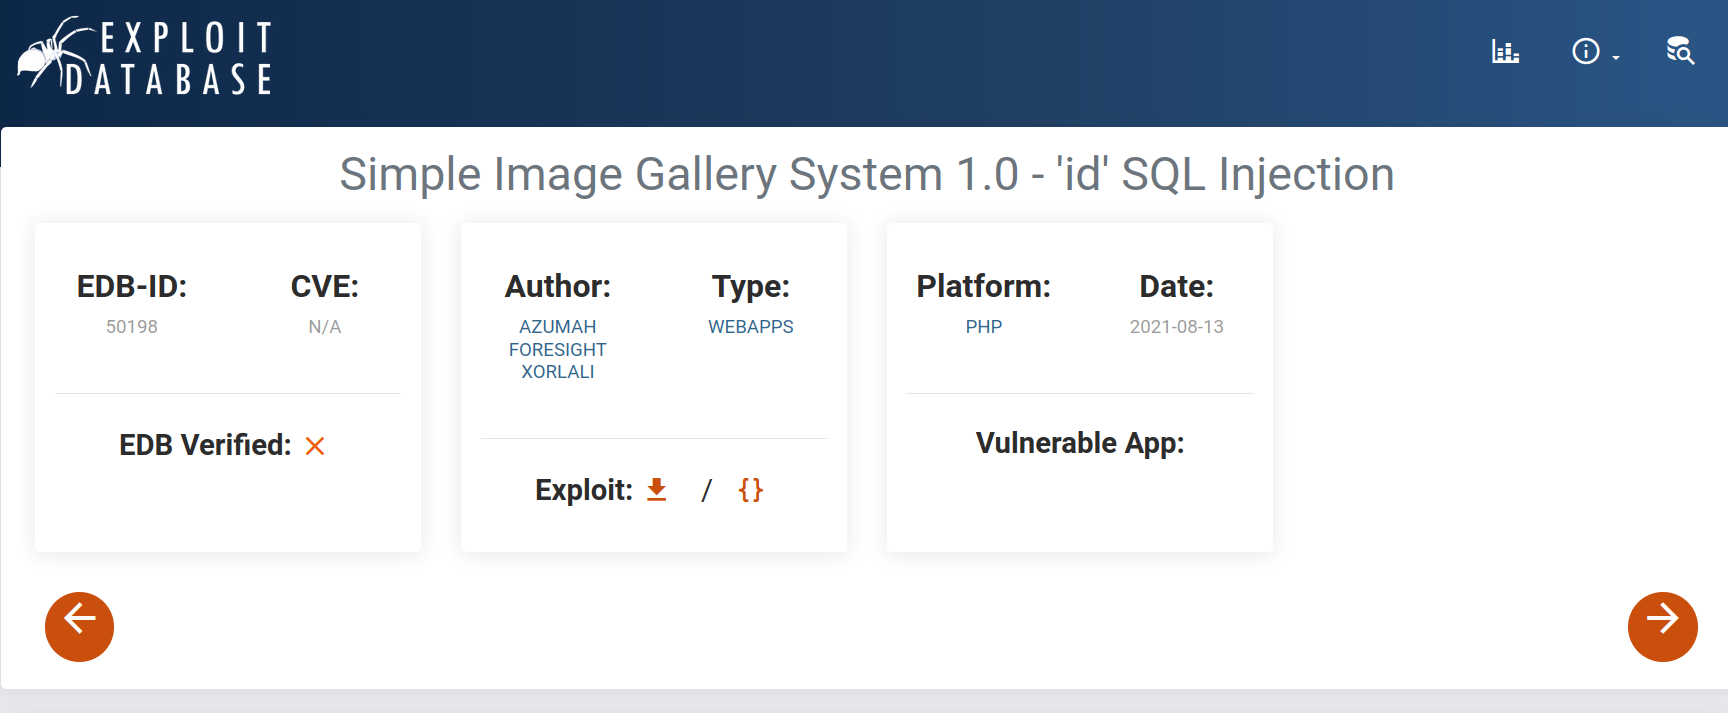 EXPLOIT
DATABASE
Simple Image Gallery System 1.0 - 'id' SQL Injection
EDB-ID:
50198
CVE:
N/A
EDB Verified:
Author:
AZUMAH
FORESIGHT
XORLALI
Type:
WEBAPPS
Exploit: / {}
Platform:
PHP
Date:
2021-08-13
Vulnerable App: